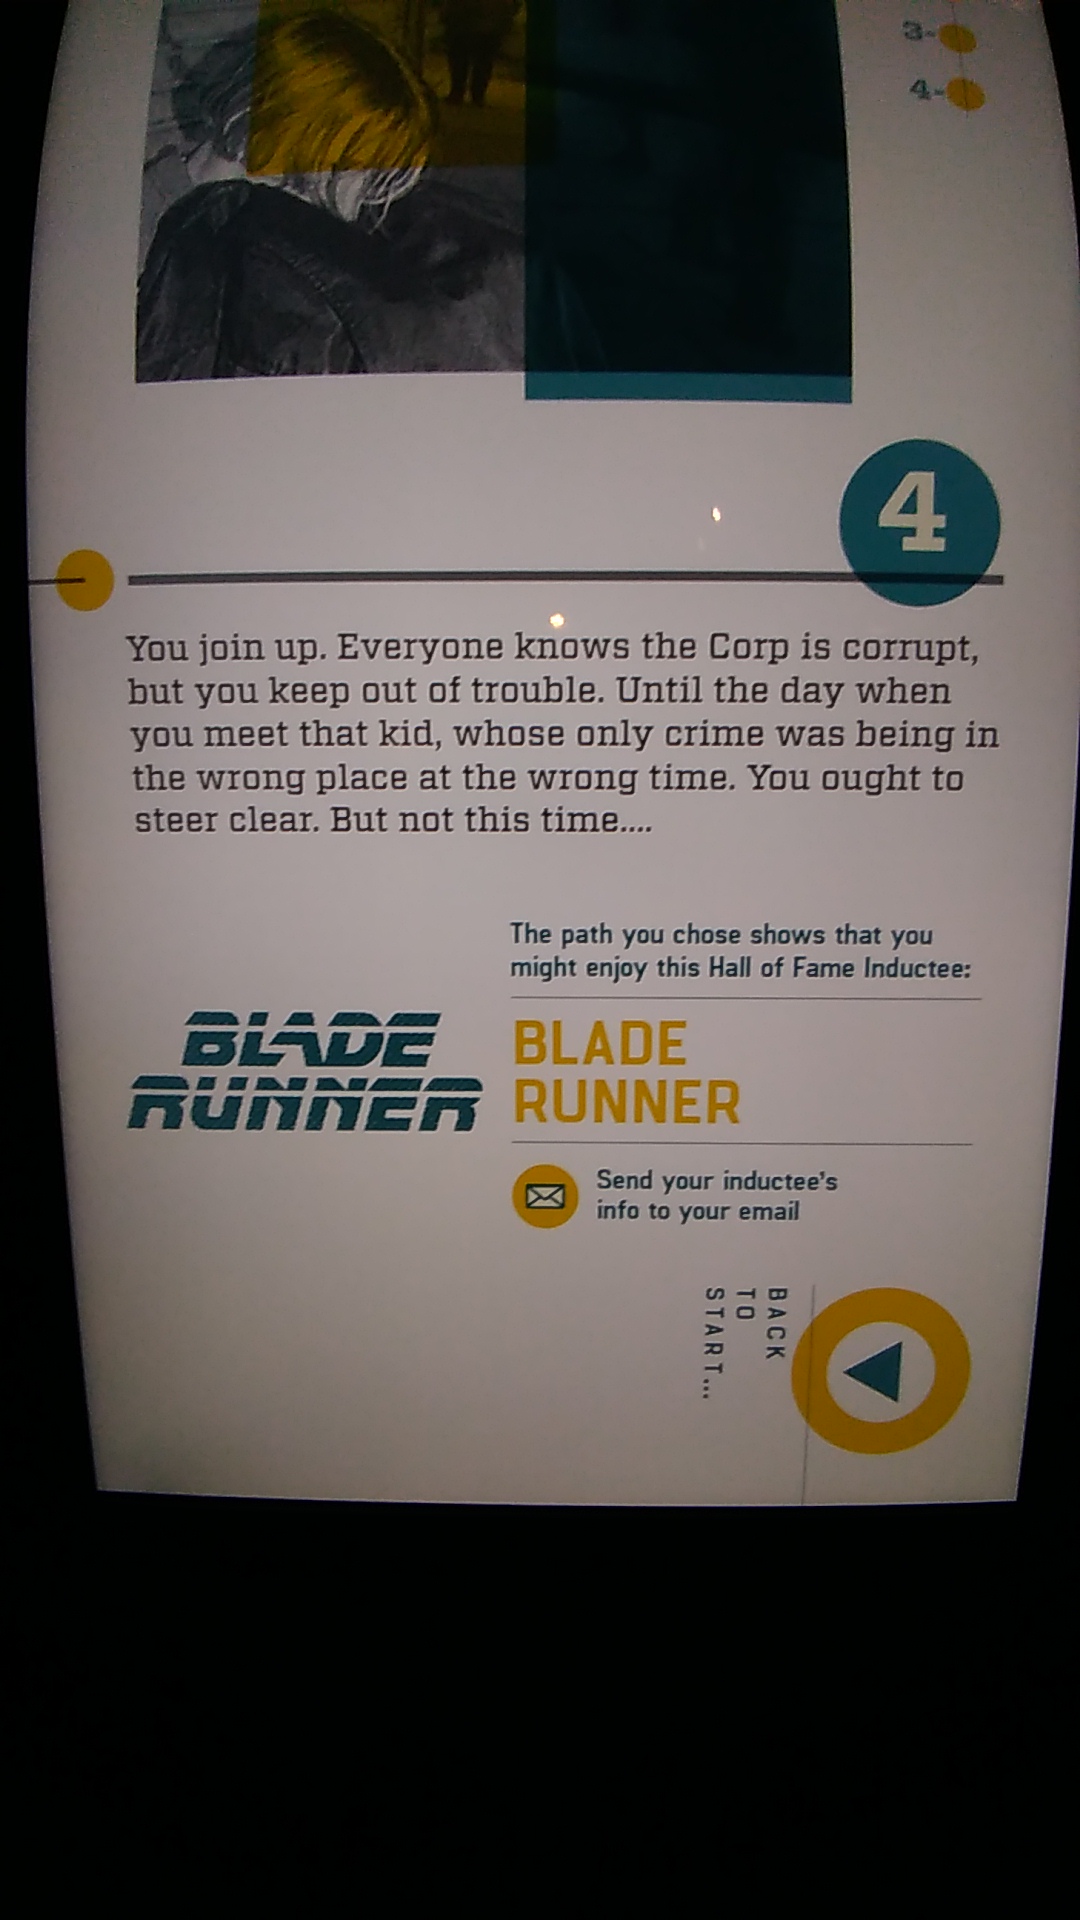 3-
4-
4
You join up. Everyone knows the Corp is corrupt,
but you keep out of trouble. Until the day when
you meet that kid, whose only crime was being in
the wrong place at the wrong time. You ought to
steer clear. But not this time....
The path you chose shows that you
might enjoy this Hall of Fame Inductee:
BLADE
RUNNER
BLADE
RUNNER
Send your inductee's
info to your email
BACK
TO
START...